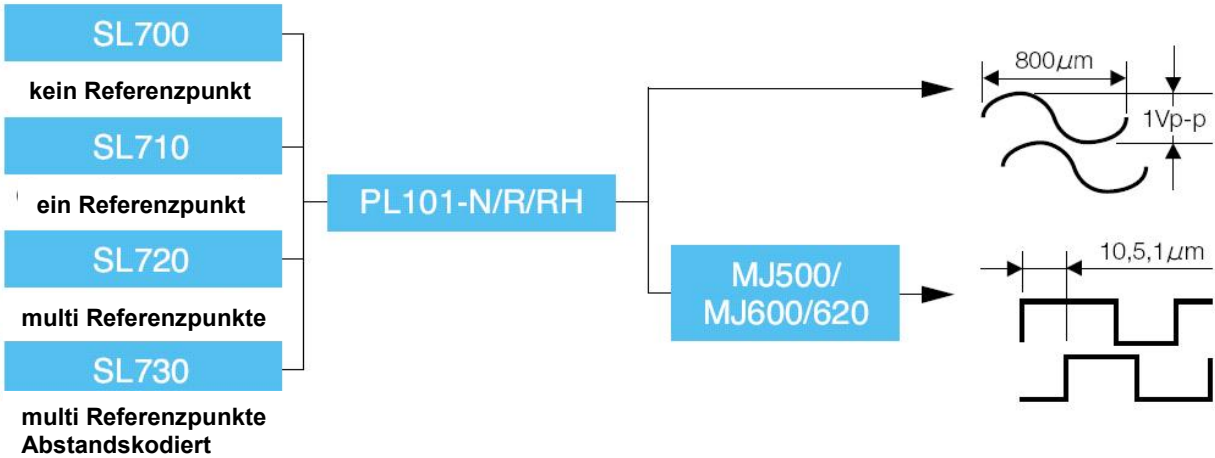 SL700
kein Referenzpunkt
SL710
ein Referenzpunkt
SL720
multi Referenzpunkte
SL730
multi Referenzpunkte
Abstandskodiert
PL101-N/R/RH
MJ500/
MJ600/620
800μm
1Vp-p
10,5,1μm